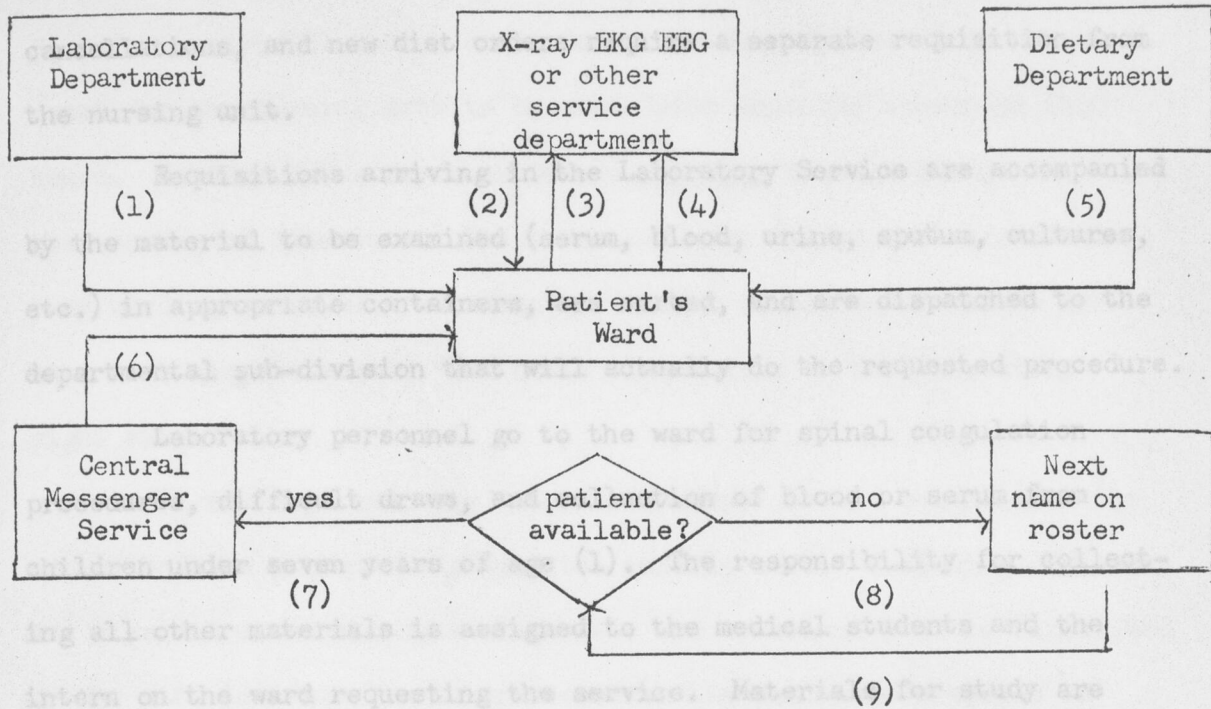 Laboratory
Department
X-ray EKG EEG
or other
service
department
Dietary
Department
(1)
(2)
(3)
(4)
(5)
Patient's
Ward
(6)
Central
Messenger
Service
yes
patient
available?
no
Next
name on
roster
(7)
(8)
(9)
and new diet a separate requisition from
the nursing unit.
Requisitions arriving in the Laboratory Service are accompanied
by the material to be examined (serum, blood, urine, sputum, cultures,
etc.) in appropriate containers, and are dispatched to the
departmental sub-division that will actually do the requested procedure.
Laboratory personnel go to the ward for spinal coagulation
difficult draws, and of blood or serum from
children under seven years of age (1). The responsibility for collect-
ing all other materials is assigned to the medical students and the
intern on the ward requesting the service. Materials for study are